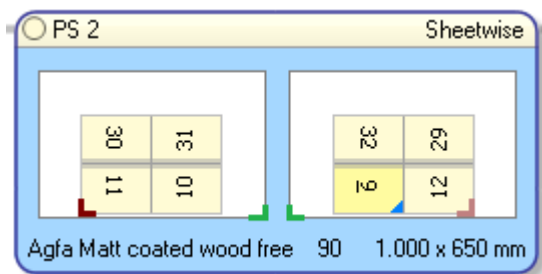 PS 2 Sheetwise
30 31 32 29
11 10 9 12
Agfa Matt coated wood free 90 1.000 x 650 mm